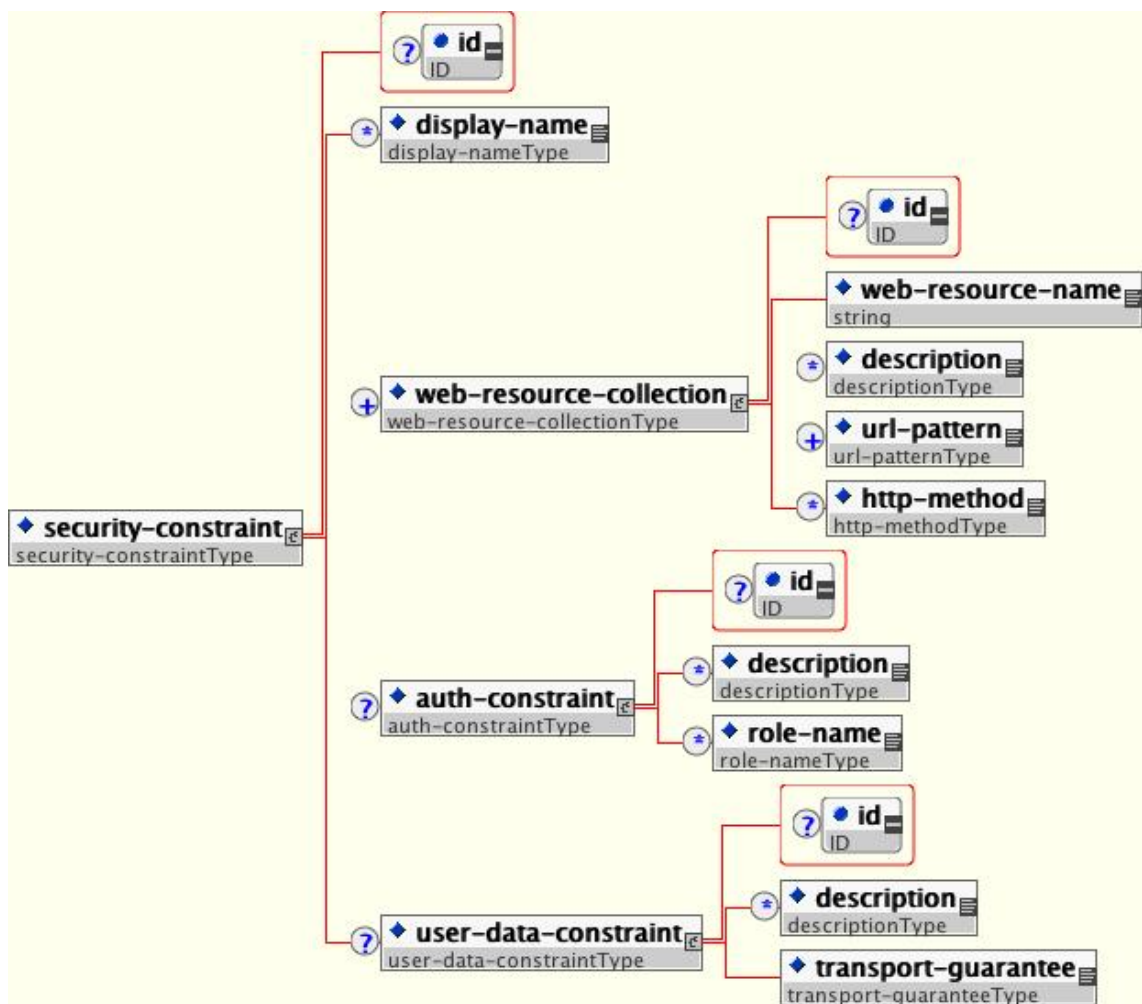 ? id
ID
* display-name
display-nameType
? id
ID
web-resource-name
string
* description
descriptionType
+ web-resource-collection
web-resource-collectionType
+ url-pattern
url-patternType
* http-method
http-methodType
security-constraint
security-constraintType
? id
ID
* description
descriptionType
? auth-constraint
auth-constraintType
* role-name
role-nameType
? id
ID
* description
descriptionType
? user-data-constraint
user-data-constraintType
transport-guarantee
transport-guaranteeType